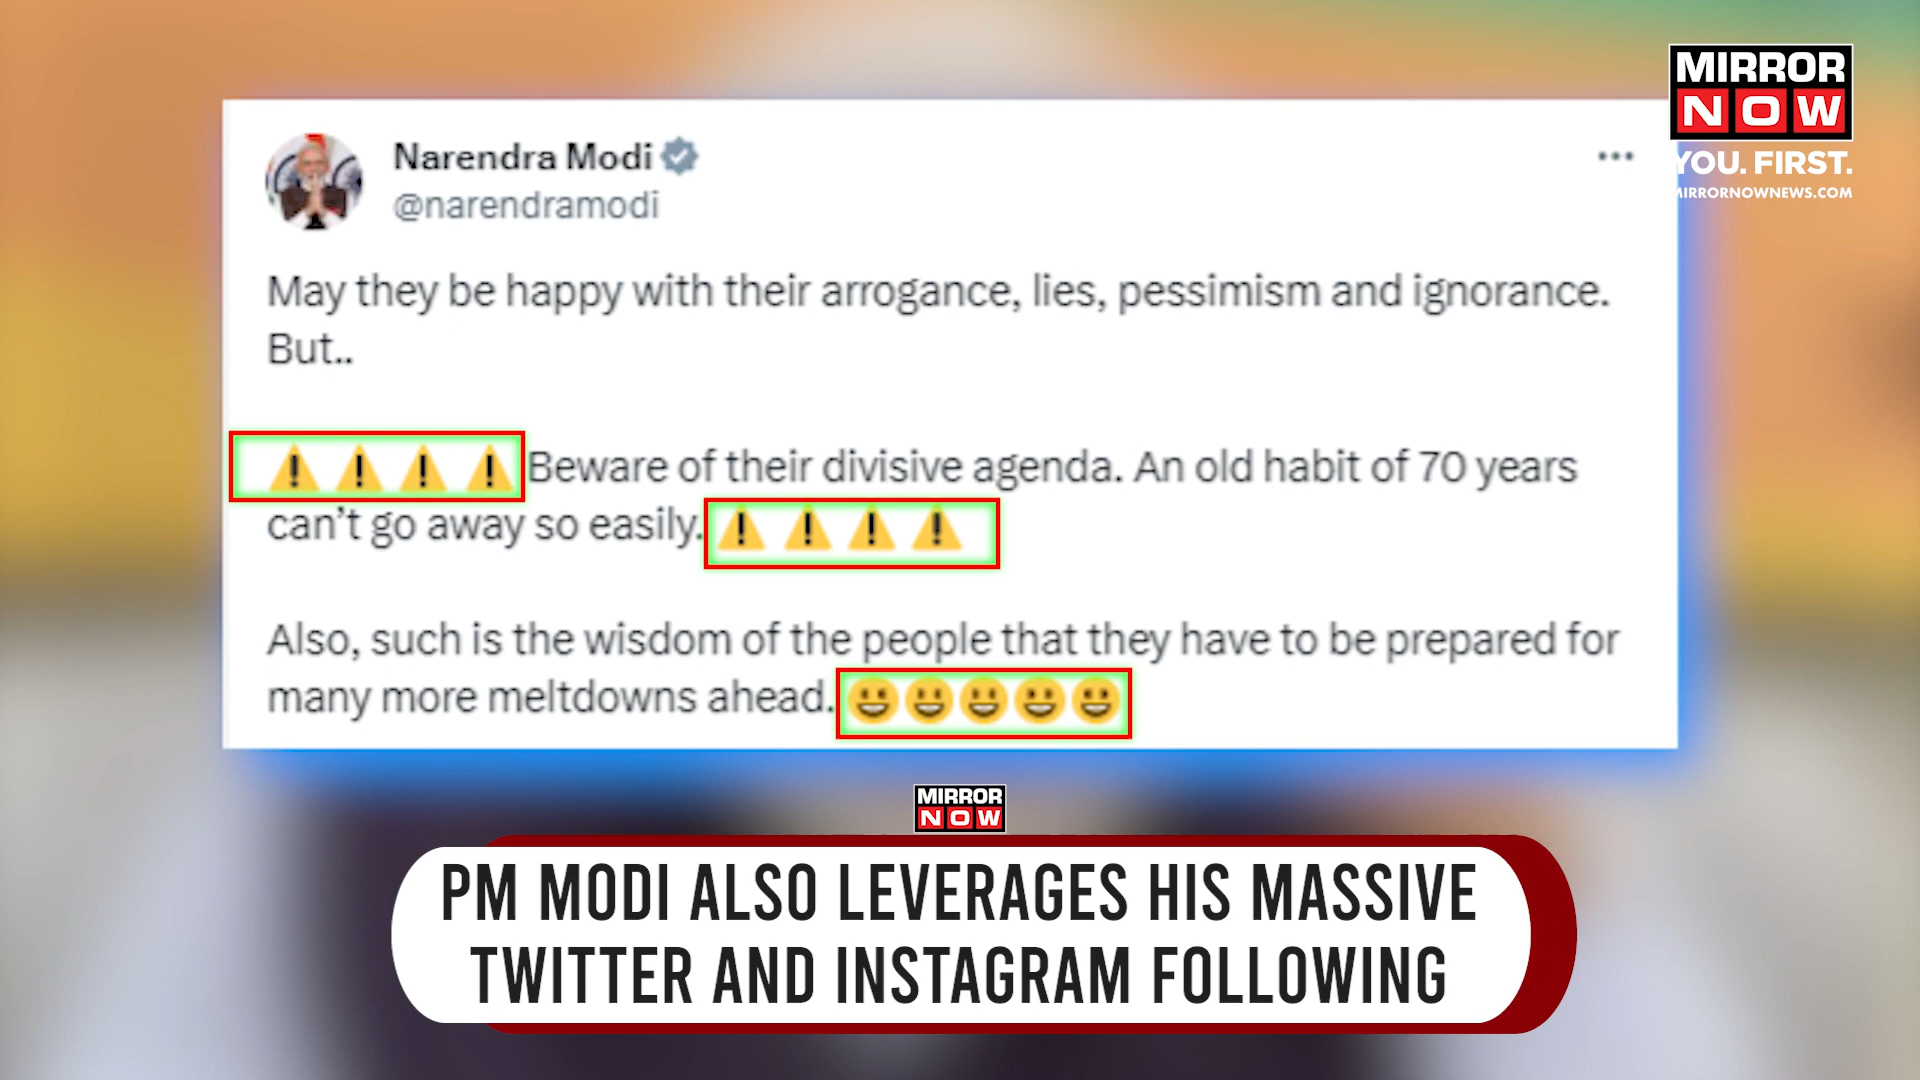 MIRROR
NOW
YOU. FIRST.
MIRRORNOWNEWS.COM
Narendra Modi
@narendramodi
May they be happy with their arrogance, lies, pessimism and ignorance.
But..
⚠️⚠️⚠️⚠️ Beware of their divisive agenda. An old habit of 70 years
can't go away so easily. ⚠️⚠️⚠️⚠️
Also, such is the wisdom of the people that they have to be prepared for
many more meltdowns ahead. 😀😀😀😀😀
MIRROR
NOW
PM MODI ALSO LEVERAGES HIS MASSIVE
TWITTER AND INSTAGRAM FOLLOWING